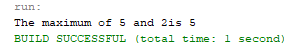 run:
The maximum of 5 and 2is 5
BUILD SUCCESSFUL (total time: 1 second)